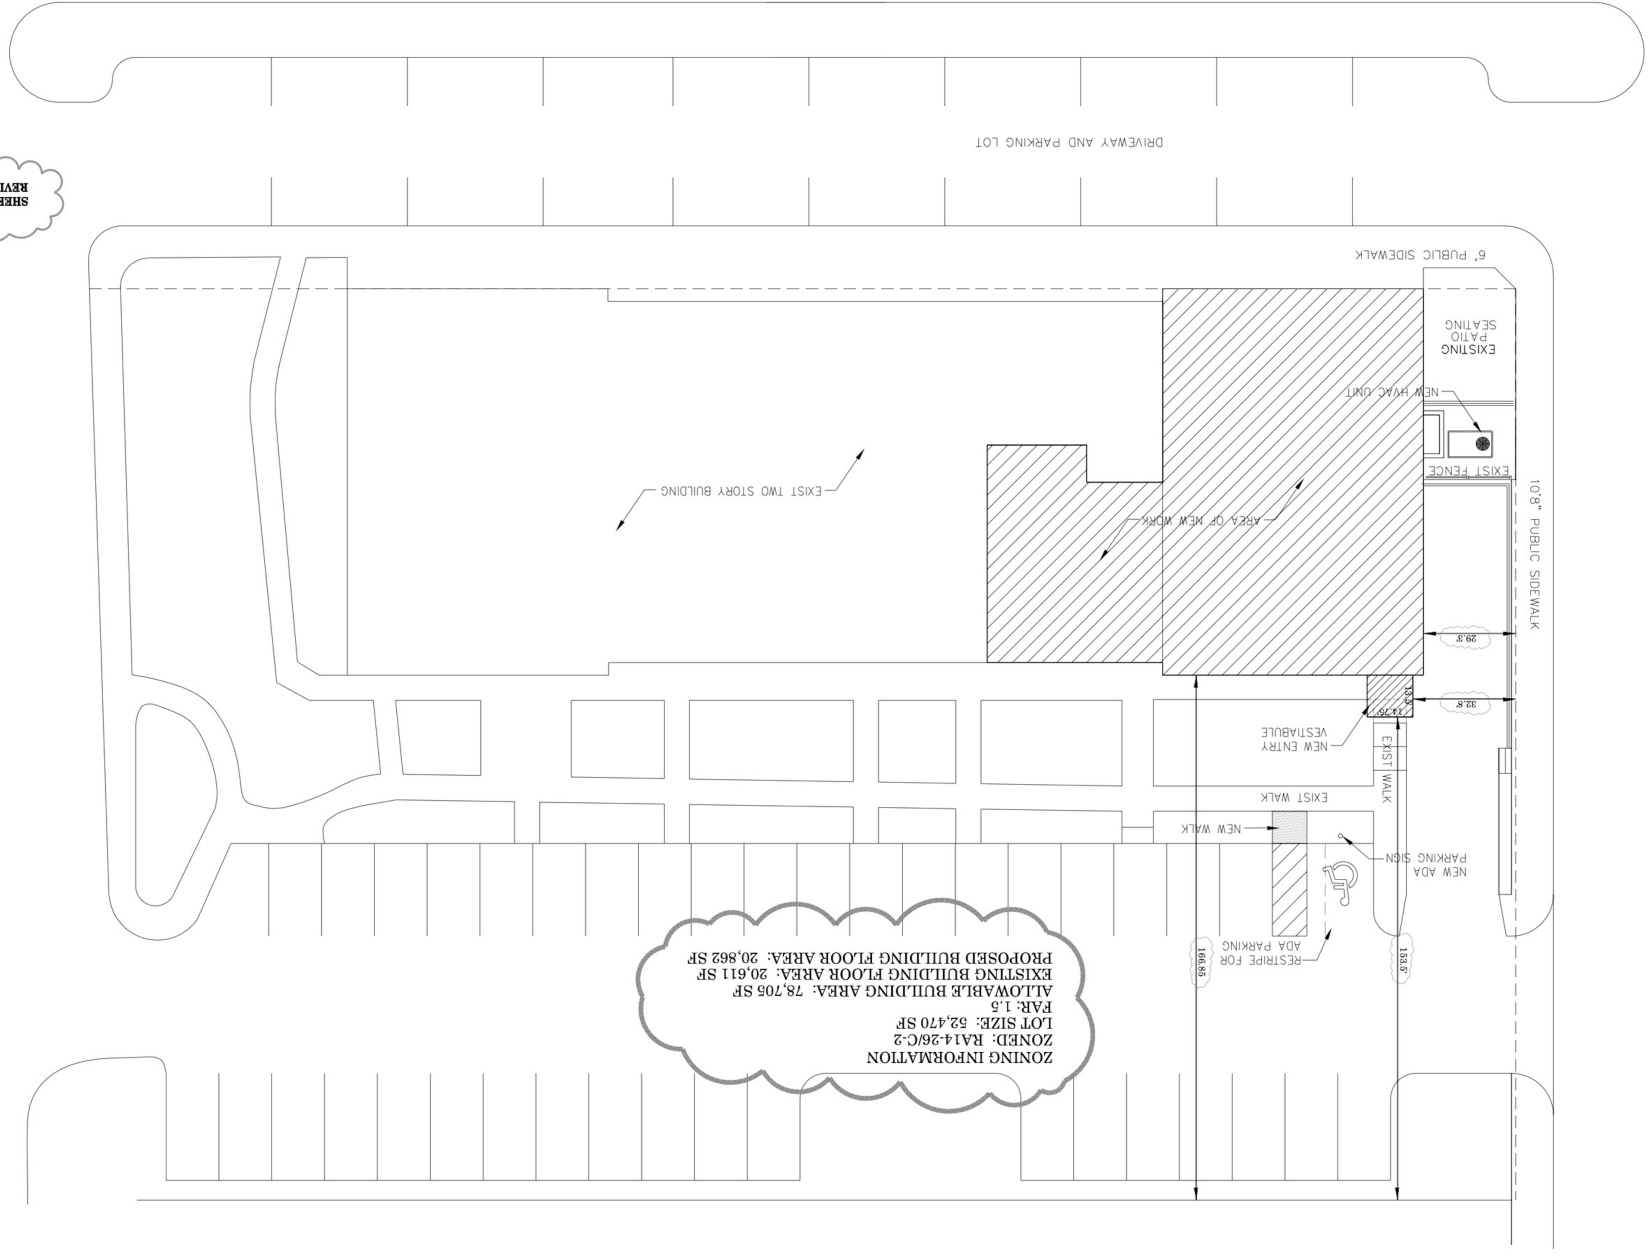 ZONING INFORMATION
ZONED: RA14-26/C-2
LOT SIZE: 52,470 SF
FAR: 1.5
ALLOWABLE BUILDING AREA: 78,705 SF
EXISTING BUILDING FLOOR AREA: 20,611 SF
PROPOSED BUILDING FLOOR AREA: 20,862 SF
153.5'
166.85
RESTRIPE FOR
ADA PARKING
NEW ADA
PARKING SIGN
NEW WALK
EXIST WALK
EXIST WALK
NEW ENTRY
VESTIABULE
14.75'
13.5'
32.8'
29.3'
10'8" PUBLIC SIDEWALK
AREA OF NEW WORK
EXIST TWO STORY BUILDING
EXIST FENCE
NEW HVAC UNIT
EXISTING
PATIO
SEATING
6' PUBLIC SIDEWALK
DRIVEWAY AND PARKING LOT